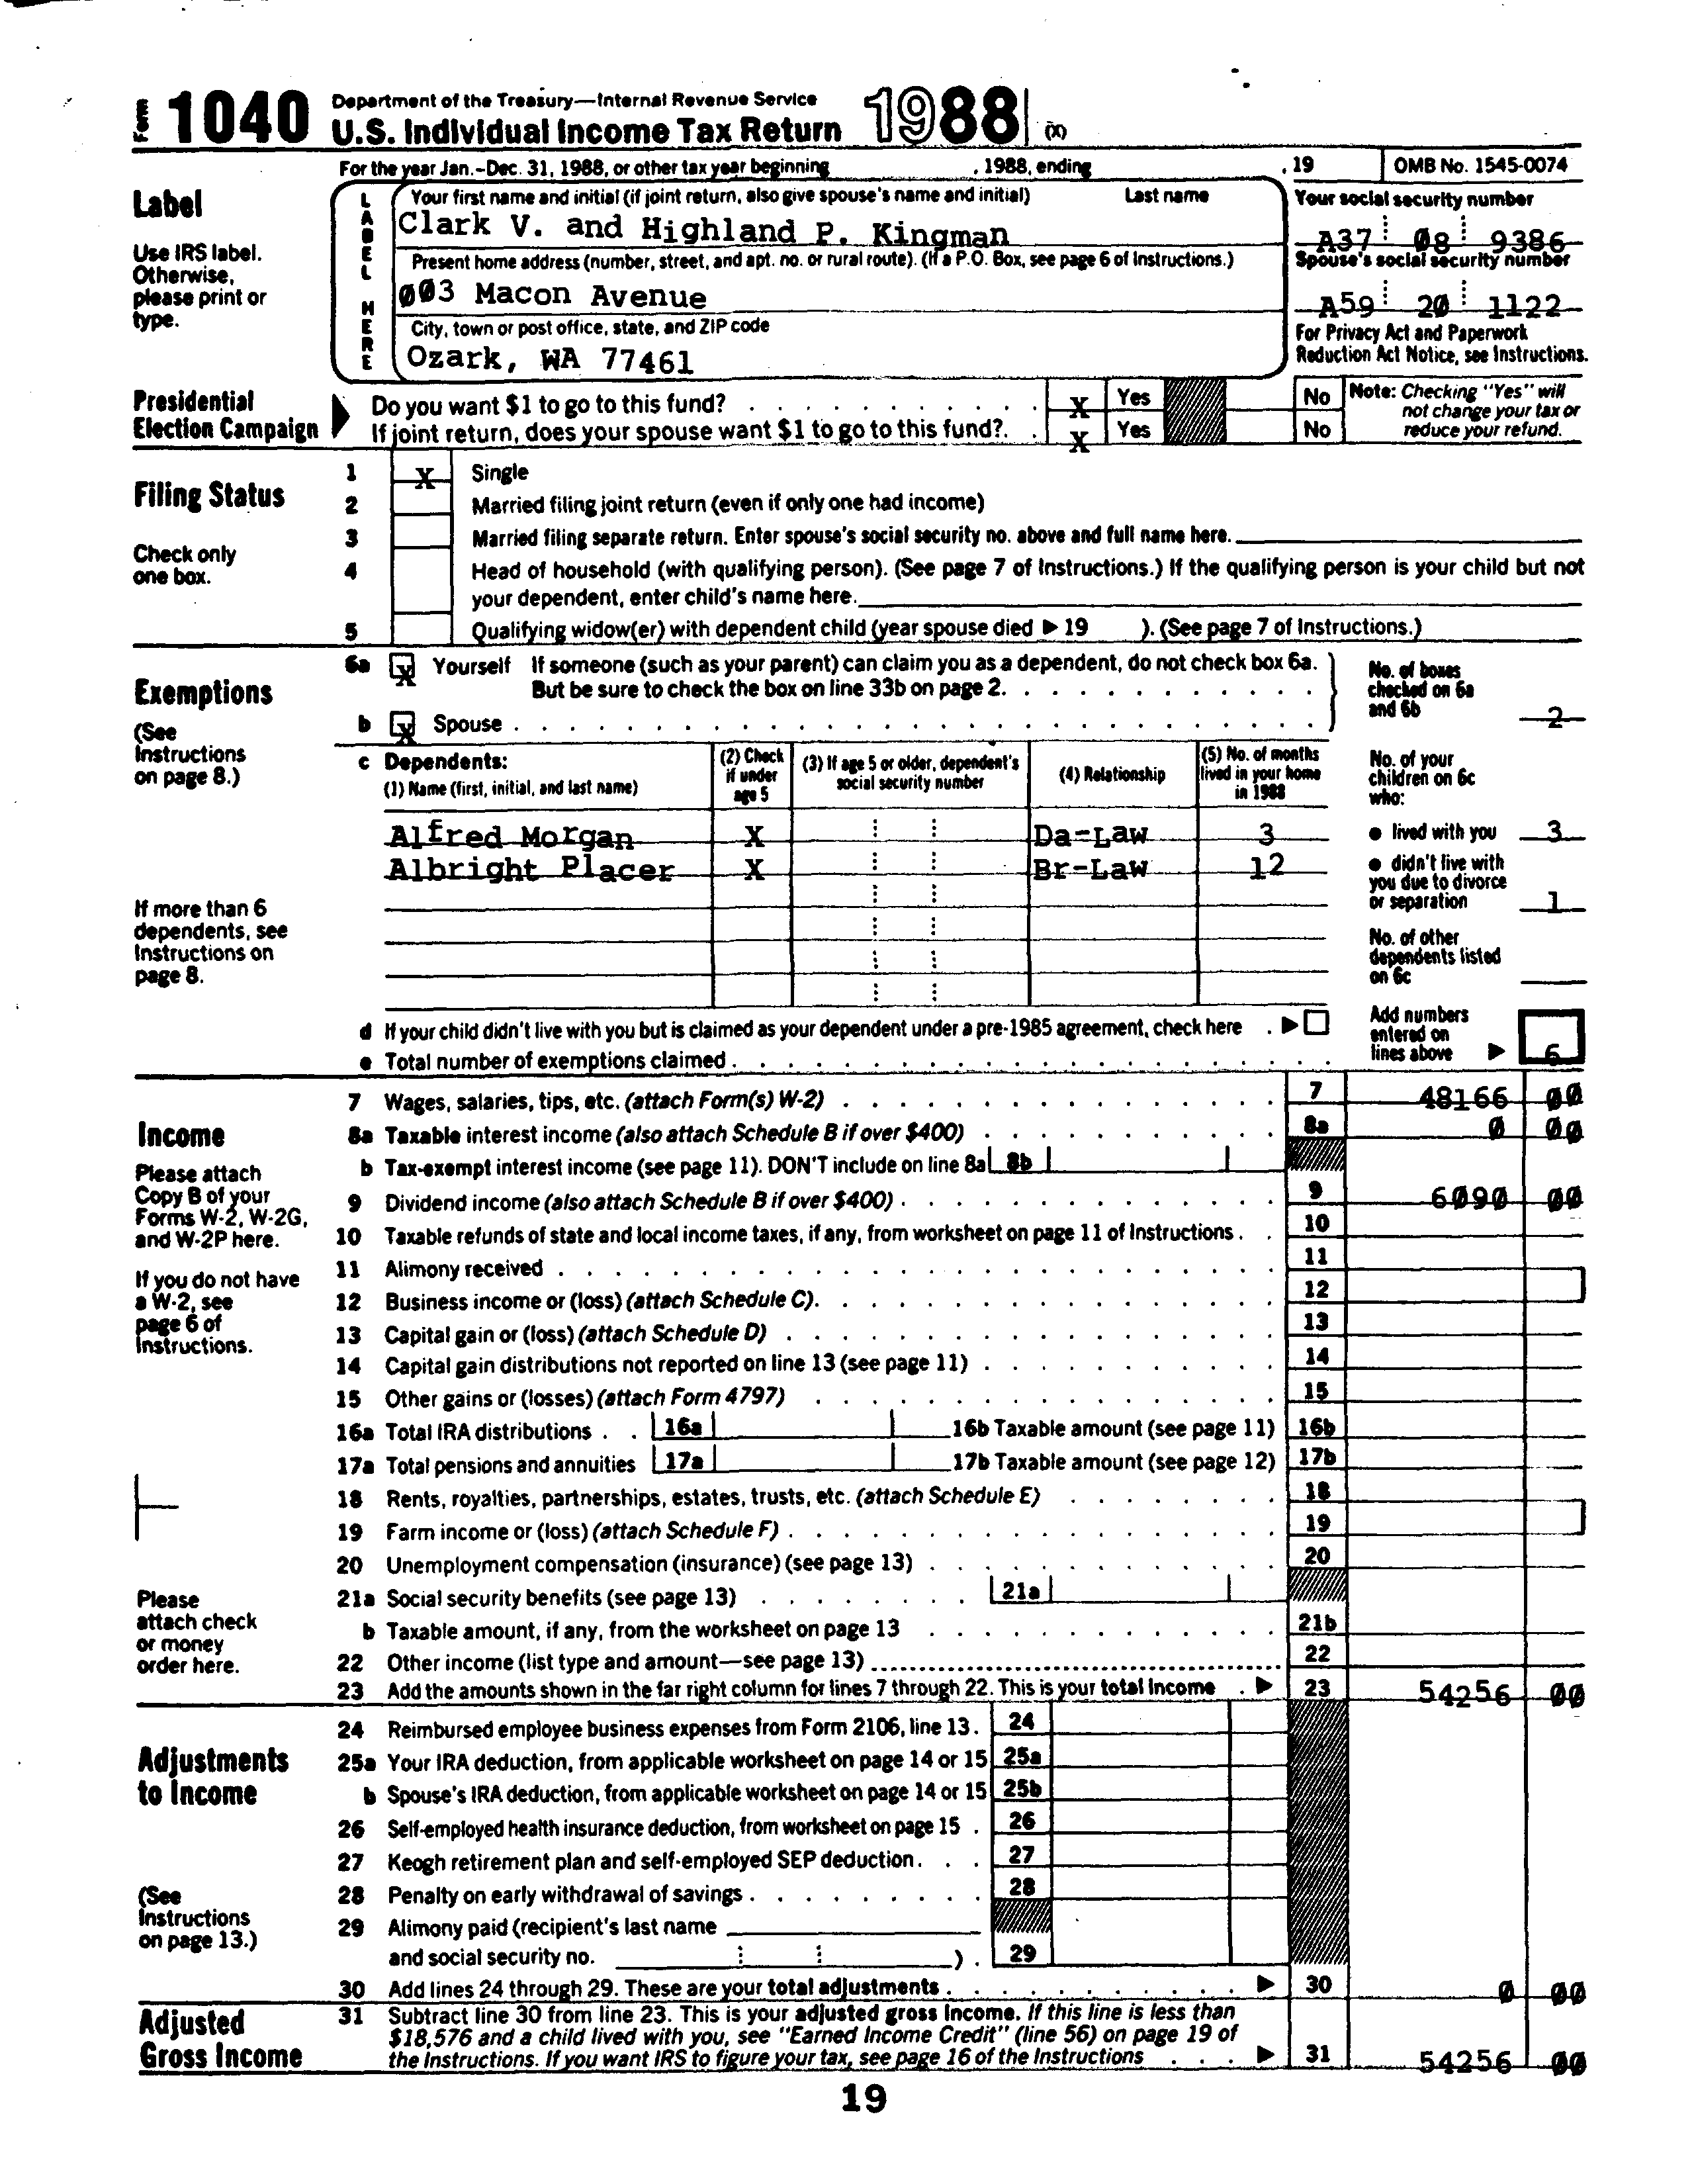 Form 1040 Department of the Treasury—Internal Revenue Service
U.S. Individual Income Tax Return 1988 (X)
For the year Jan.-Dec. 31, 1988, or other tax year beginning , 1988, ending , 19 OMB No. 1545-0074
Label
Use IRS label.
Otherwise,
please print or
type.
LABEL HERE
Your first name and initial (if joint return, also give spouse's name and initial) Last name
Clark V. and Highland P. Kingman
Present home address (number, street, and apt. no. or rural route). (If a P.O. Box, see page 6 of Instructions.)
003 Macon Avenue
City, town or post office, state, and ZIP code
Ozark, WA 77461
Your social security number
A37 08 9386
Spouse's social security number
A59 20 1122
For Privacy Act and Paperwork
Reduction Act Notice, see Instructions.
Presidential
Election Campaign
Do you want $1 to go to this fund? X Yes No
If joint return, does your spouse want $1 to go to this fund? X Yes No
Note: Checking "Yes" will
not change your tax or
reduce your refund.
Filing Status
Check only
one box.
1 X Single
2 Married filing joint return (even if only one had income)
3 Married filing separate return. Enter spouse's social security no. above and full name here.
4 Head of household (with qualifying person). (See page 7 of Instructions.) If the qualifying person is your child but not
your dependent, enter child's name here.
5 Qualifying widow(er) with dependent child (year spouse died ▶ 19 ). (See page 7 of Instructions.)
Exemptions
(See
Instructions
on page 8.)
6a X Yourself If someone (such as your parent) can claim you as a dependent, do not check box 6a.
But be sure to check the box on line 33b on page 2.
b X Spouse
No. of boxes
checked on 6a
and 6b 2
c Dependents:
(1) Name (first, initial, and last name)
(2) Check
if under
age 5
(3) If age 5 or older, dependent's
social security number
(4) Relationship
(5) No. of months
lived in your home
in 1988
Alfred Morgan X Da-Law 3
Albright Placer X Br-Law 12
No. of your
children on 6c
who:
● lived with you 3
● didn't live with
you due to divorce
or separation 1
No. of other
dependents listed
on 6c
If more than 6
dependents, see
Instructions on
page 8.
d If your child didn't live with you but is claimed as your dependent under a pre-1985 agreement, check here ▶
e Total number of exemptions claimed
Add numbers
entered on
lines above ▶ 6
Income
Please attach
Copy B of your
Forms W-2, W-2G,
and W-2P here.
If you do not have
a W-2, see
page 6 of
Instructions.
7 Wages, salaries, tips, etc. (attach Form(s) W-2) 7 48166 00
8a Taxable interest income (also attach Schedule B if over $400) 8a 0 00
b Tax-exempt interest income (see page 11). DON'T include on line 8a 8b
9 Dividend income (also attach Schedule B if over $400) 9 6090 00
10 Taxable refunds of state and local income taxes, if any, from worksheet on page 11 of Instructions 10
11 Alimony received 11
12 Business income or (loss) (attach Schedule C) 12
13 Capital gain or (loss) (attach Schedule D) 13
14 Capital gain distributions not reported on line 13 (see page 11) 14
15 Other gains or (losses) (attach Form 4797) 15
16a Total IRA distributions 16a 16b Taxable amount (see page 11) 16b
17a Total pensions and annuities 17a 17b Taxable amount (see page 12) 17b
18 Rents, royalties, partnerships, estates, trusts, etc. (attach Schedule E) 18
19 Farm income or (loss) (attach Schedule F) 19
20 Unemployment compensation (insurance) (see page 13) 20
21a Social security benefits (see page 13) 21a
b Taxable amount, if any, from the worksheet on page 13 21b
22 Other income (list type and amount—see page 13) 22
23 Add the amounts shown in the far right column for lines 7 through 22. This is your total income ▶ 23 54256 00
Please
attach check
or money
order here.
Adjustments
to Income
(See
Instructions
on page 13.)
24 Reimbursed employee business expenses from Form 2106, line 13. 24
25a Your IRA deduction, from applicable worksheet on page 14 or 15 25a
b Spouse's IRA deduction, from applicable worksheet on page 14 or 15 25b
26 Self-employed health insurance deduction, from worksheet on page 15 26
27 Keogh retirement plan and self-employed SEP deduction 27
28 Penalty on early withdrawal of savings 28
29 Alimony paid (recipient's last name
and social security no. ) 29
30 Add lines 24 through 29. These are your total adjustments ▶ 30 0 00
Adjusted
Gross Income
31 Subtract line 30 from line 23. This is your adjusted gross income. If this line is less than
$18,576 and a child lived with you, see "Earned Income Credit" (line 56) on page 19 of
the Instructions. If you want IRS to figure your tax, see page 16 of the Instructions ▶ 31 54256 00
19